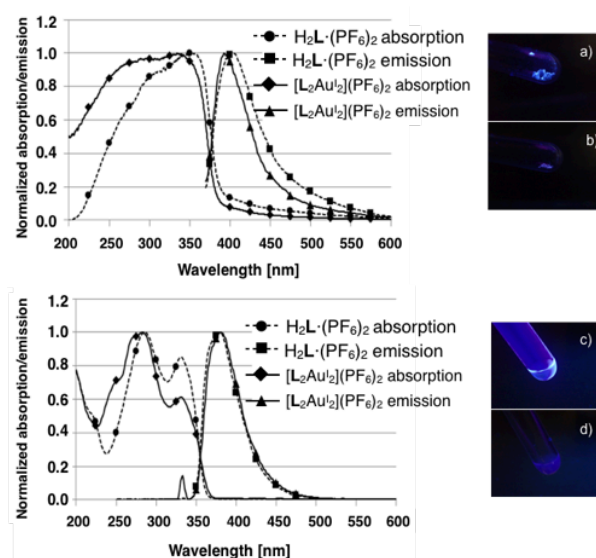 Normalized absorption/emission
1.2
1.0
0.8
0.6
0.4
0.2
0.0
200 250 300 350 400 450 500 550 600
Wavelength [nm]
H₂L·(PF₆)₂ absorption
H₂L·(PF₆)₂ emission
[L₂Auᴵ₂](PF₆)₂ absorption
[L₂Auᴵ₂](PF₆)₂ emission
a)
b)
Normalized absorption/emission
1.2
1.0
0.8
0.6
0.4
0.2
0.0
200 250 300 350 400 450 500 550 600
Wavelength [nm]
H₂L·(PF₆)₂ absorption
H₂L·(PF₆)₂ emission
[L₂Auᴵ₂](PF₆)₂ absorption
[L₂Auᴵ₂](PF₆)₂ emission
c)
d)